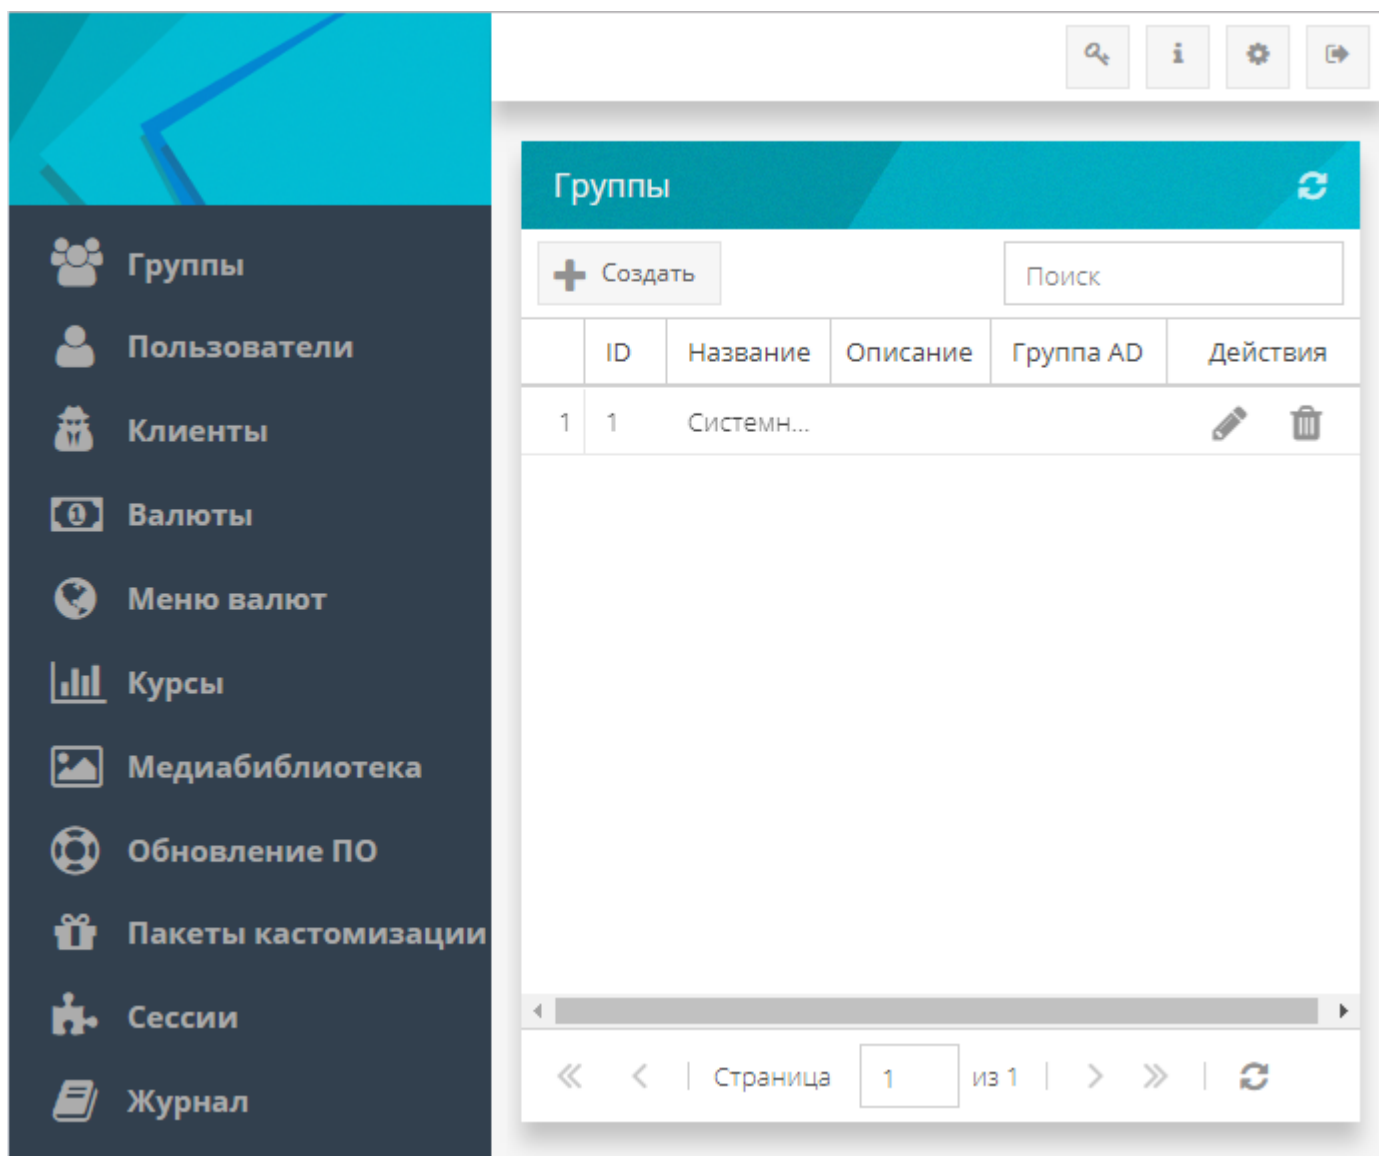 Группы
Пользователи
Клиенты
Валюты
Меню валют
Курсы
Медиабиблиотека
Обновление ПО
Пакеты кастомизации
Сессии
Журнал
Группы
Создать Поиск
ID Название Описание Группа AD Действия
1 1 Системн...
Страница 1 из 1